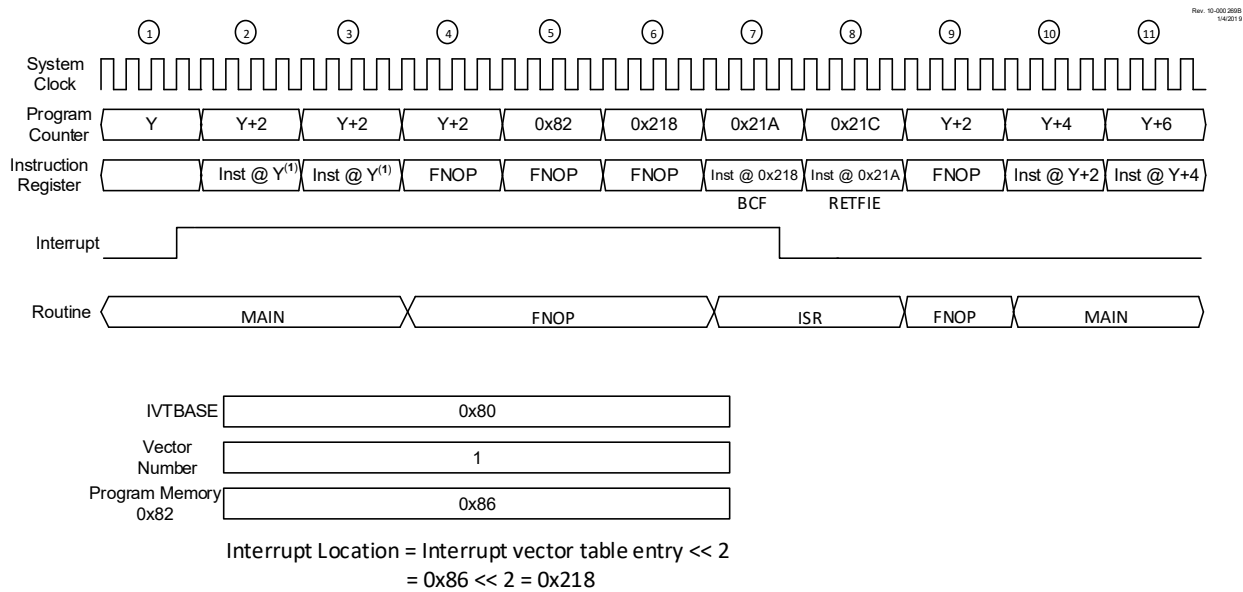 Rev. 10-000269B
1/4/2019
1 2 3 4 5 6 7 8 9 10 11
System
Clock
Program
Counter
Y Y+2 Y+2 Y+2 0x82 0x218 0x21A 0x21C Y+2 Y+4 Y+6
Instruction
Register
Inst @ Y(1) Inst @ Y(1) FNOP FNOP FNOP Inst @ 0x218 Inst @ 0x21A FNOP Inst @ Y+2 Inst @ Y+4
BCF RETFIE
Interrupt
Routine MAIN FNOP ISR FNOP MAIN
IVTBASE 0x80
Vector
Number
1
Program Memory
0x82
0x86
Interrupt Location = Interrupt vector table entry << 2
= 0x86 << 2 = 0x218